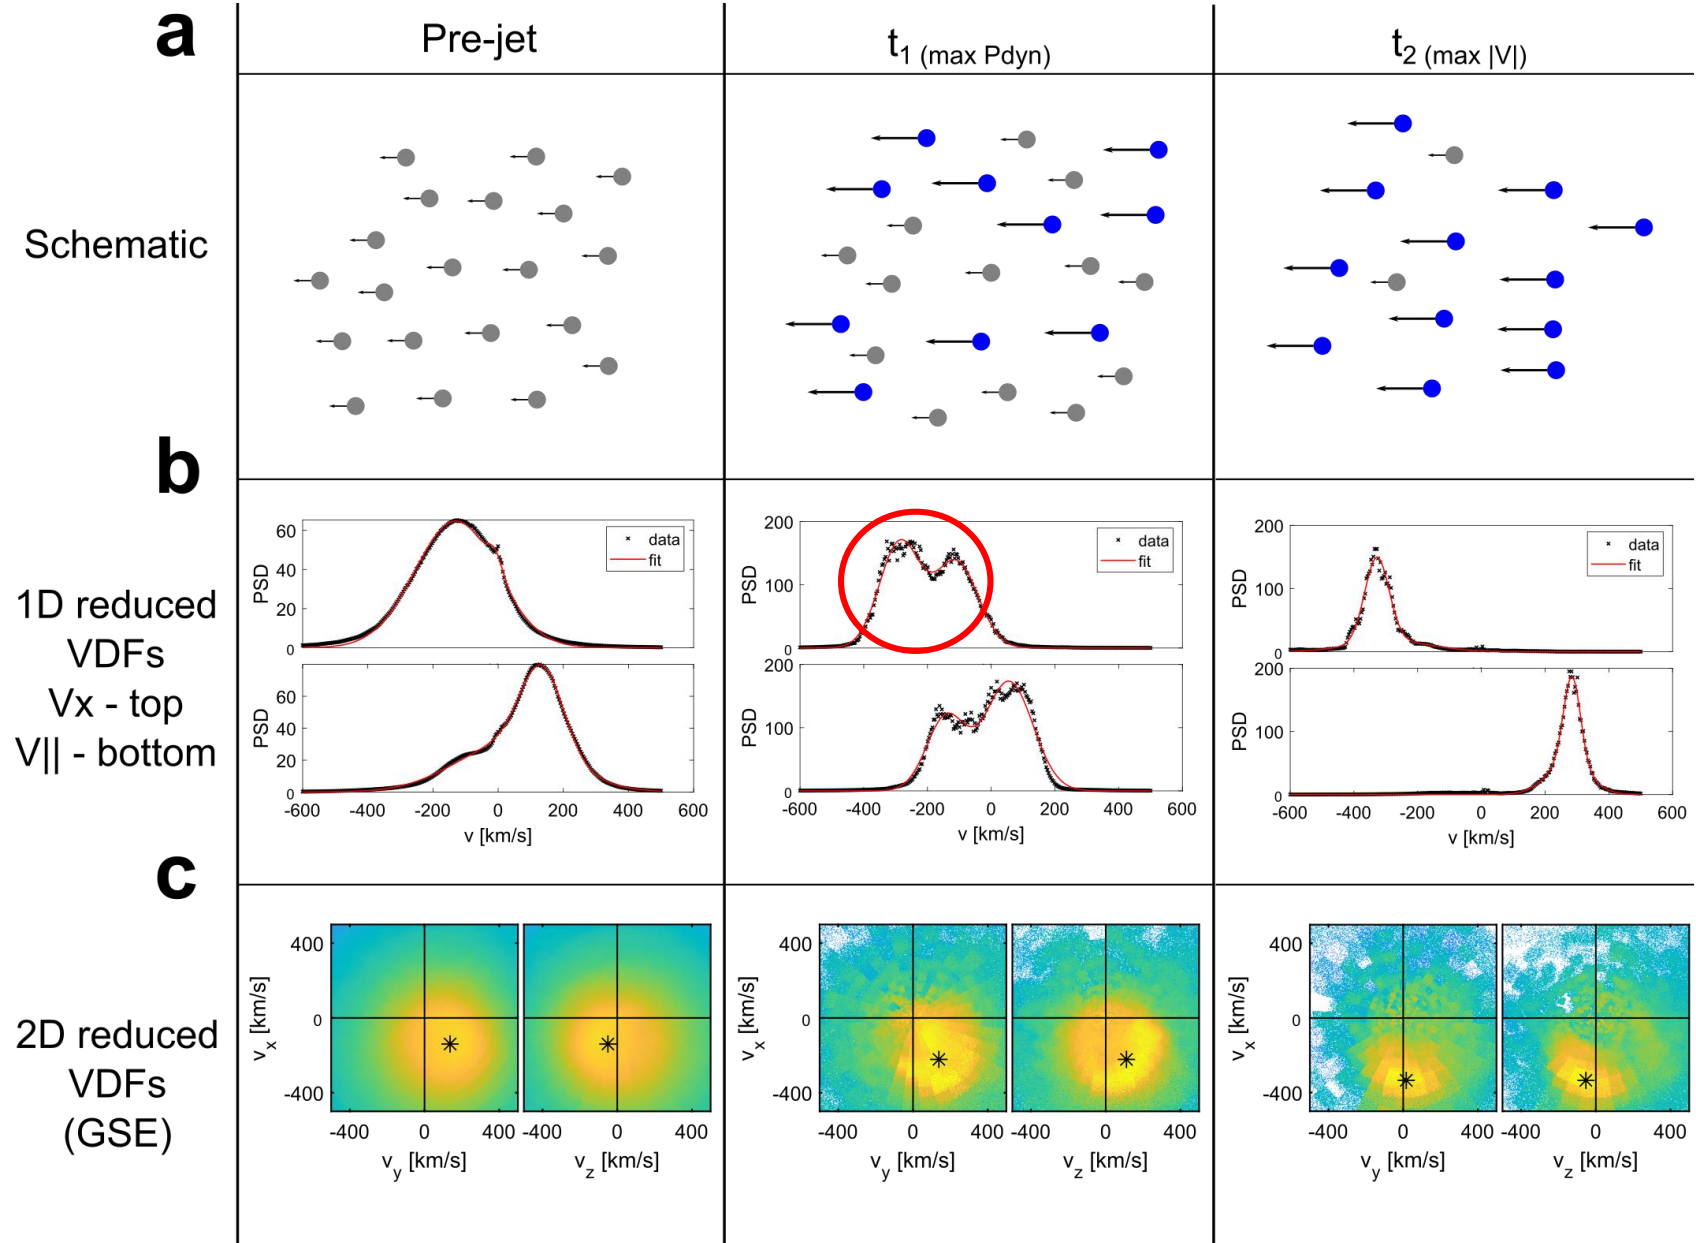 a
Pre-jet
t1 (max Pdyn)
t2 (max |V|)
Schematic
b
1D reduced
VDFs
Vx - top
V|| - bottom
PSD
60
40
20
0
data
fit
PSD
60
40
20
0
-600 -400 -200 0 200 400 600
v [km/s]
PSD
200
100
0
data
fit
PSD
200
100
0
-600 -400 -200 0 200 400 600
v [km/s]
PSD
200
100
0
data
fit
PSD
200
100
0
-600 -400 -200 0 200 400 600
v [km/s]
c
2D reduced
VDFs
(GSE)
vx [km/s]
400
0
-400
-400 0 400
vy [km/s]
-400 0 400
vz [km/s]
vx [km/s]
400
0
-400
-400 0 400
vy [km/s]
-400 0 400
vz [km/s]
vx [km/s]
400
0
-400
-400 0 400
vy [km/s]
-400 0 400
vz [km/s]